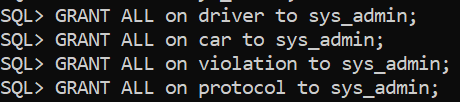 SQL> GRANT ALL on driver to sys_admin;
SQL> GRANT ALL on car to sys_admin;
SQL> GRANT ALL on violation to sys_admin;
SQL> GRANT ALL on protocol to sys_admin;